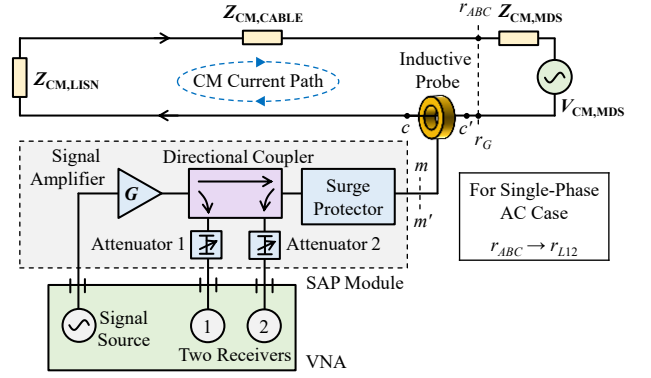 Z_CM,CABLE
r_ABC
Z_CM,MDS
Z_CM,LISN
CM Current Path
Inductive
Probe
V_CM,MDS
c
c'
r_G
Signal
Amplifier
Directional Coupler
m
G
Surge
Protector
m'
For Single-Phase
AC Case
r_ABC → r_L12
Attenuator 1
Attenuator 2
SAP Module
Signal
Source
1
2
Two Receivers
VNA